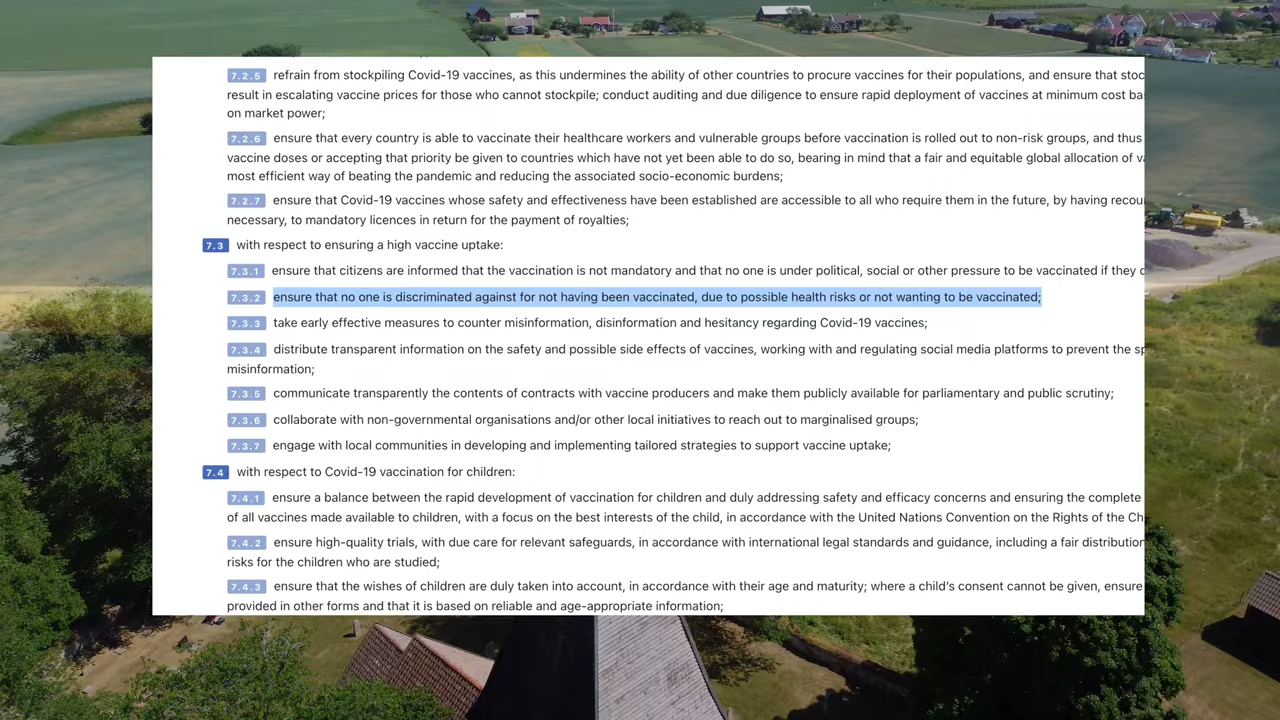 7.2.5 refrain from stockpiling Covid-19 vaccines, as this undermines the ability of other countries to procure vaccines for their populations, and ensure that
result in escalating vaccine prices for those who cannot stockpile; conduct auditing and due diligence to ensure rapid deployment of vaccines at minimum cost
on market power;
7.2.6 ensure that every country is able to vaccinate their healthcare workers and vulnerable groups before vaccination is rolled out to non-risk groups, and thus
vaccine doses or accepting that priority be given to countries which have not yet been able to do so, bearing in mind that a fair and equitable global allocation of
most efficient way of beating the pandemic and reducing the associated socio-economic burdens;
7.2.7 ensure that Covid-19 vaccines whose safety and effectiveness have been established are accessible to all who require them in the future, by having
necessary, to mandatory licences in return for the payment of royalties;
7.3 with respect to ensuring a high vaccine uptake:
7.3.1 ensure that citizens are informed that the vaccination is not mandatory and that no one is under political, social or other pressure to be vaccinated if they
7.3.2 ensure that no one is discriminated against for not having been vaccinated, due to possible health risks or not wanting to be vaccinated;
7.3.3 take early effective measures to counter misinformation, disinformation and hesitancy regarding Covid-19 vaccines;
7.3.4 distribute transparent information on the safety and possible side effects of vaccines, working with and regulating social media platforms to prevent the
misinformation;
7.3.5 communicate transparently the contents of contracts with vaccine producers and make them publicly available for parliamentary and public scrutiny;
7.3.6 collaborate with non-governmental organisations and/or other local initiatives to reach out to marginalised groups;
7.3.7 engage with local communities in developing and implementing tailored strategies to support vaccine uptake;
7.4 with respect to Covid-19 vaccination for children:
7.4.1 ensure a balance between the rapid development of vaccination for children and duly addressing safety and efficacy concerns and ensuring the complete
of all vaccines made available to children, with a focus on the best interests of the child, in accordance with the United Nations Convention on the Rights of the
7.4.2 ensure high-quality trials, with due care for relevant safeguards, in accordance with international legal standards and guidance, including a fair distribution
risks for the children who are studied;
7.4.3 ensure that the wishes of children are duly taken into account, in accordance with their age and maturity; where a child's consent cannot be given, ensure
provided in other forms and that it is based on reliable and age-appropriate information;